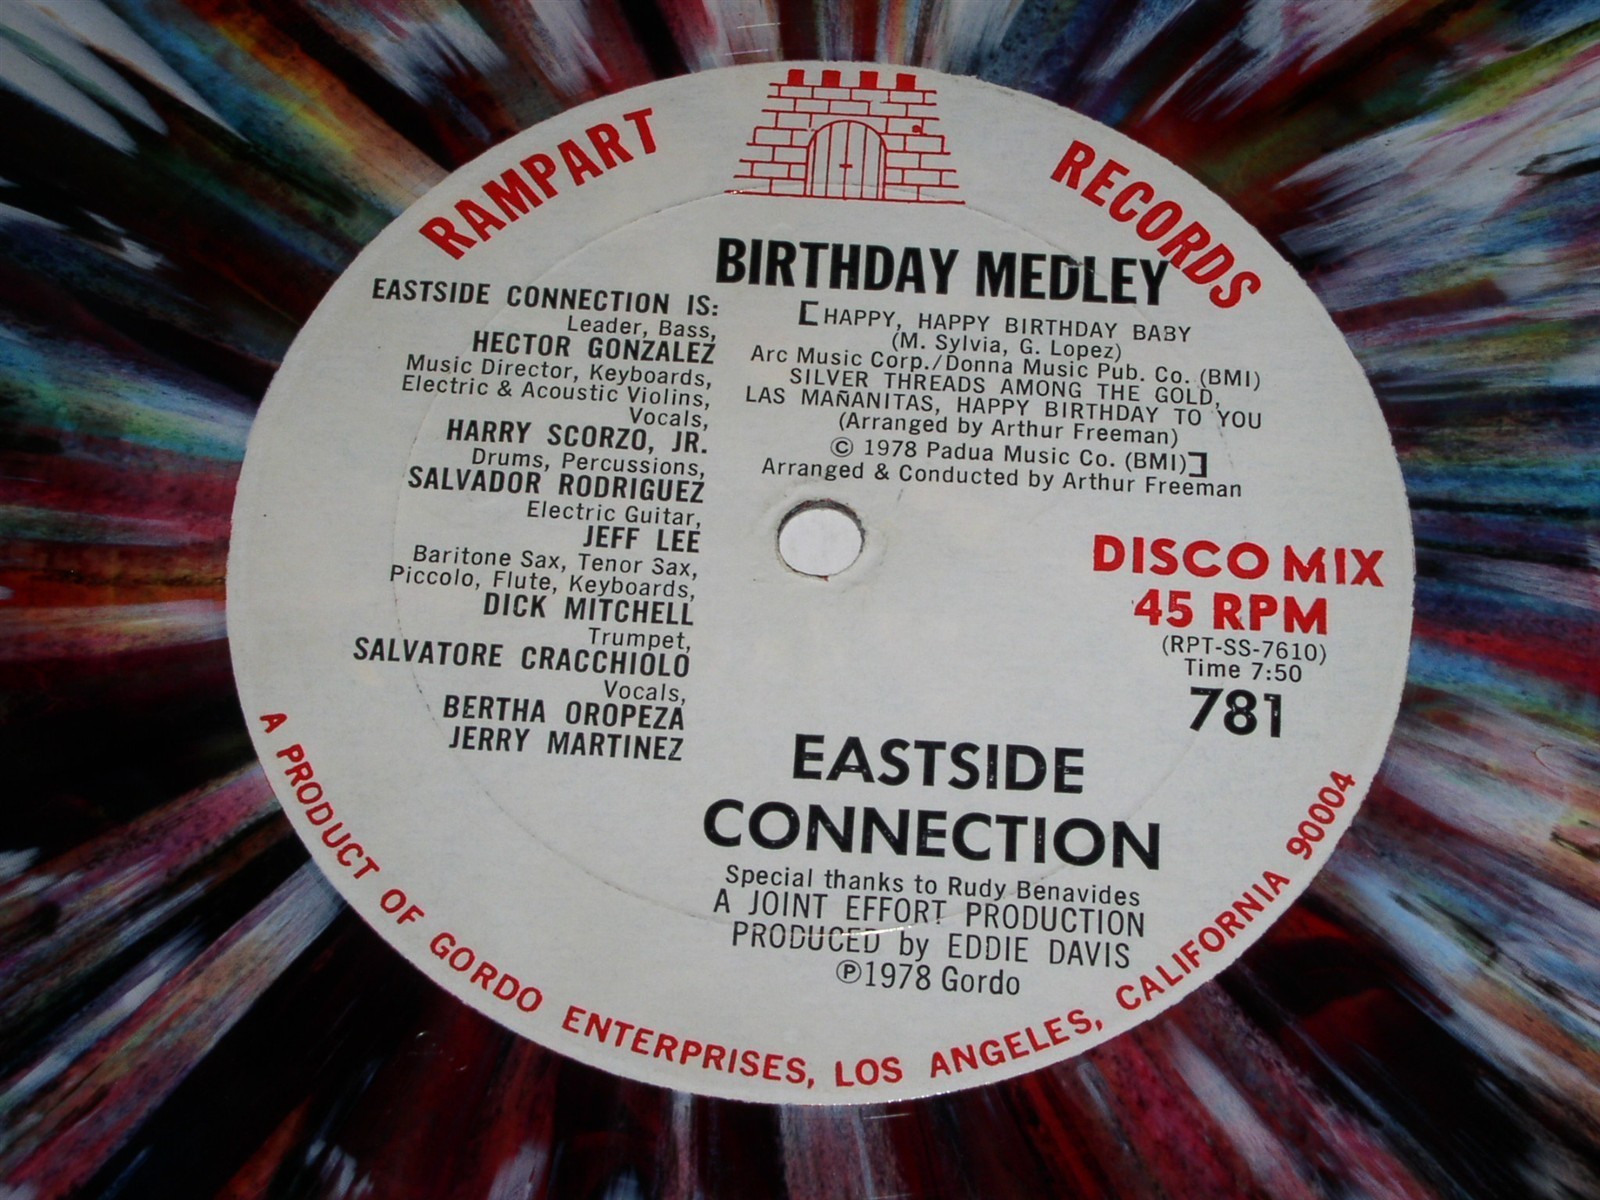 RAMPART RECORDS
BIRTHDAY MEDLEY
[HAPPY, HAPPY BIRTHDAY BABY
(M. Sylvia, G. Lopez)
Arc Music Corp./Donna Music Pub. Co. (BMI)
SILVER THREADS AMONG THE GOLD,
LAS MAÑANITAS, HAPPY BIRTHDAY TO YOU
(Arranged by Arthur Freeman)
© 1978 Padua Music Co. (BMI)]
Arranged & Conducted by Arthur Freeman
EASTSIDE CONNECTION IS:
Leader, Bass,
HECTOR GONZALEZ
Music Director, Keyboards,
Electric & Acoustic Violins,
Vocals,
HARRY SCORZO, JR.
Drums, Percussions,
SALVADOR RODRIGUEZ
Electric Guitar,
JEFF LEE
Baritone Sax, Tenor Sax,
Piccolo, Flute, Keyboards,
DICK MITCHELL
Trumpet,
SALVATORE CRACCHIOLO
Vocals,
BERTHA OROPEZA
JERRY MARTINEZ
DISCO MIX
45 RPM
(RPT-SS-7610)
Time 7:50
781
EASTSIDE
CONNECTION
Special thanks to Rudy Benavides
A JOINT EFFORT PRODUCTION
PRODUCED by EDDIE DAVIS
℗1978 Gordo
A PRODUCT OF GORDO ENTERPRISES, LOS ANGELES, CALIFORNIA 90004